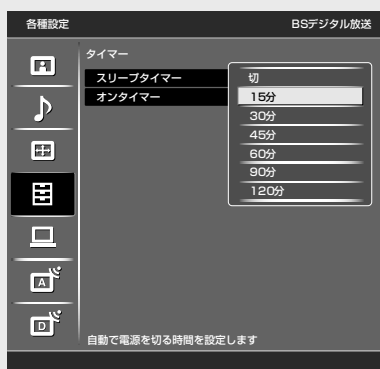 各種設定
BSデジタル放送
タイマー
スリープタイマー
オンタイマー
切
15分
30分
45分
60分
90分
120分
A
D
自動で電源を切る時間を設定します